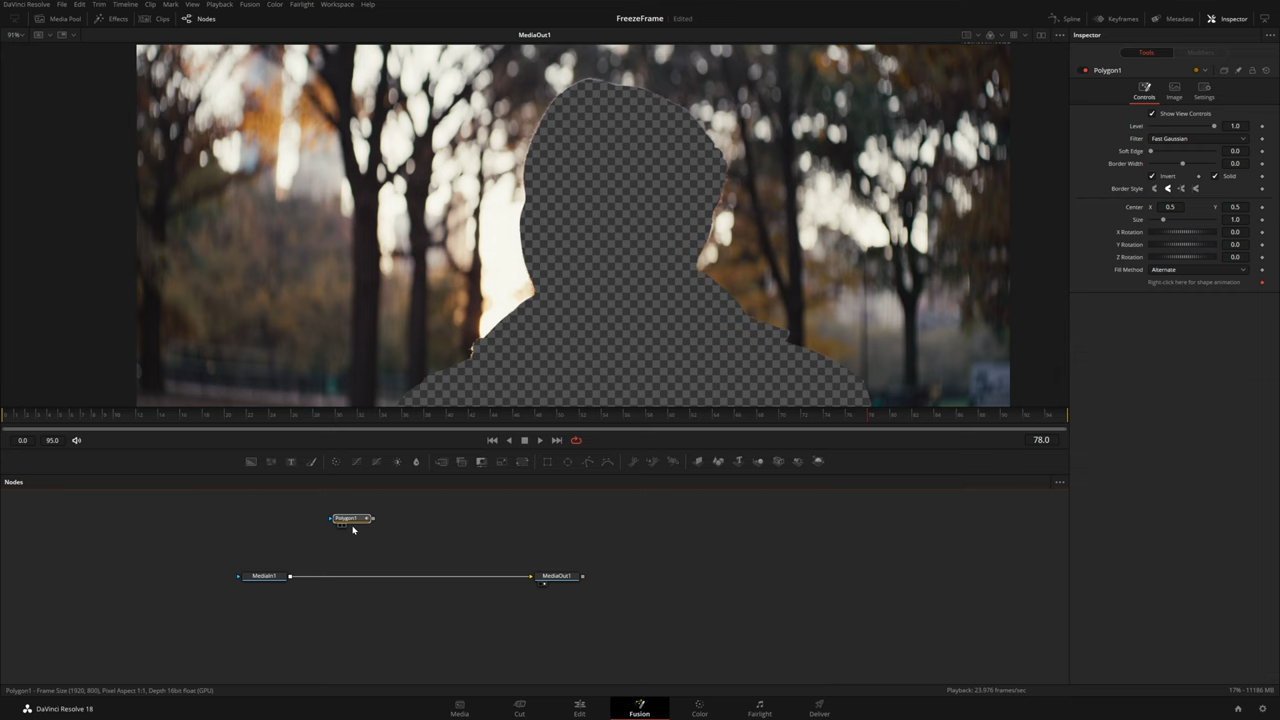 DaVinci Resolve File Edit Trim Timeline Clip Mark View Playback Fusion Color Fairlight Workspace Help
Media Pool Effects Clips Nodes FreezeFrame Edited Spline Keyframes Metadata Inspector
91% MediaOut1 Inspector
Tools Modifiers
Polygon1
Controls Image Settings
Show View Controls
Level 1.0
Filter Fast Gaussian
Soft Edge 0.0
Border Width 0.0
Invert Solid
Border Style
Center X 0.5 Y 0.5
Size 1.0
X Rotation 0.0
Y Rotation 0.0
Z Rotation 0.0
Fill Method Alternate
Right-click here for shape animation
0.0 95.0 78.0
Nodes
Polygon1
MediaIn1 MediaOut1
Polygon1 - Frame Size (1920, 800), Pixel Aspect 1:1, Depth 16bit float (GPU) Playback: 23.976 frames/sec 17% - 11186 MB
DaVinci Resolve 18 Media Cut Edit Fusion Color Fairlight Deliver